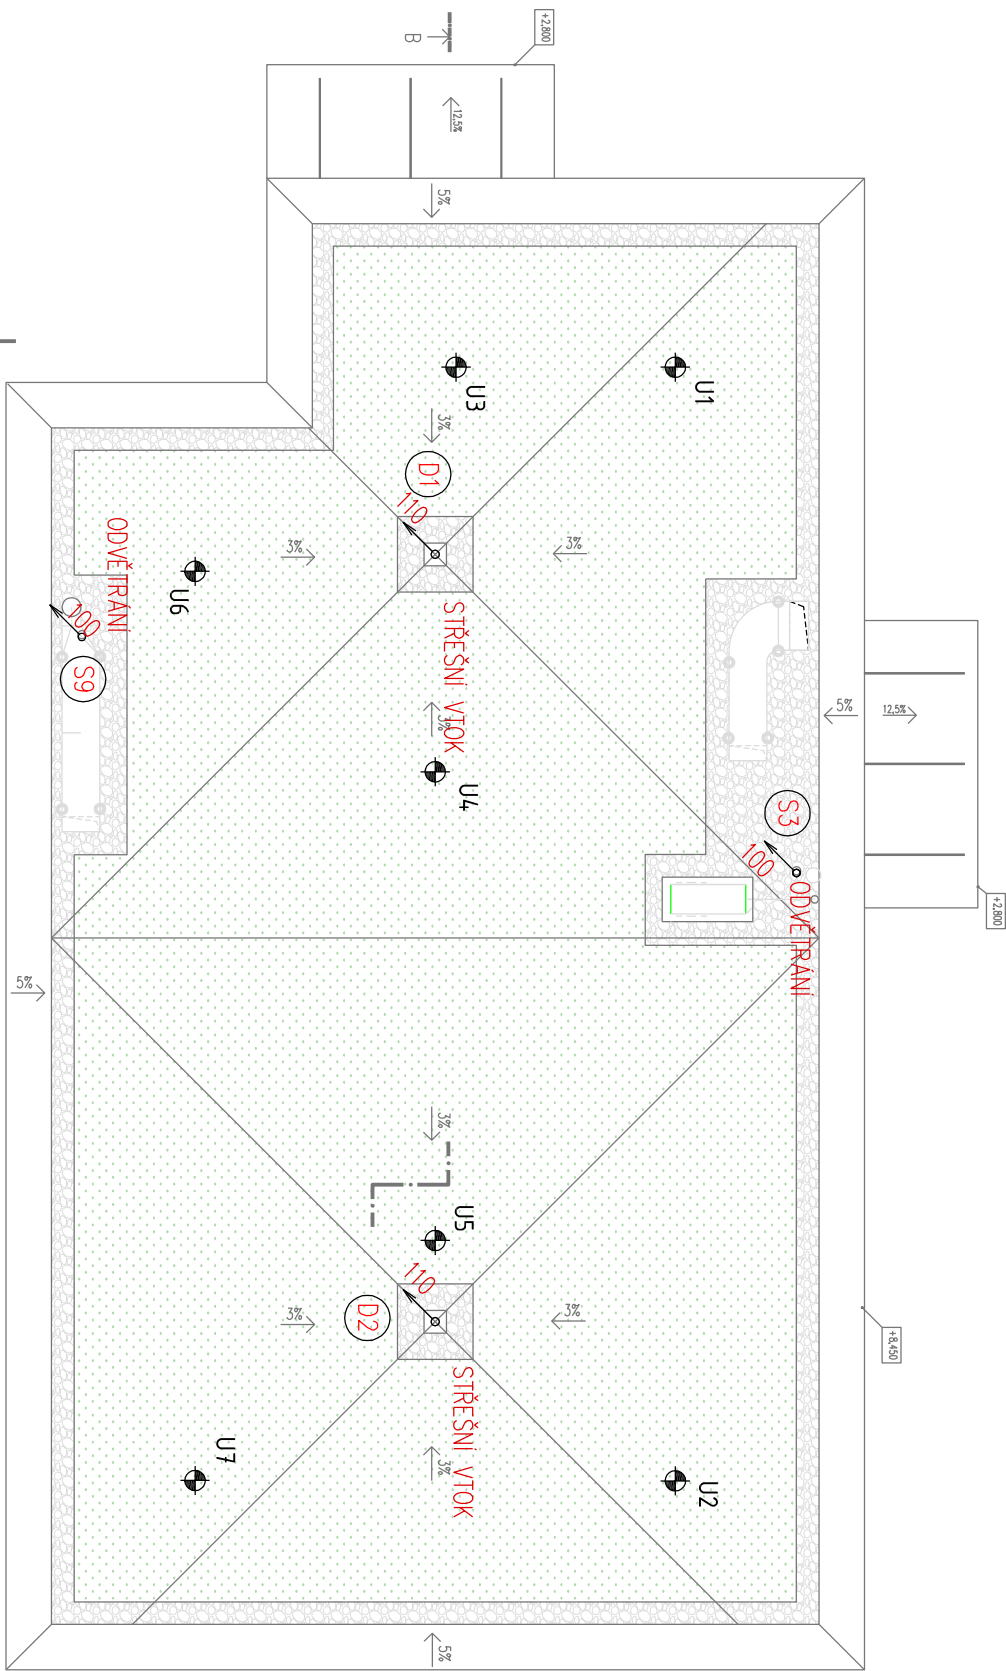 +2,800
B
12,5%
5%
U3
U1
3%
D1
110
ODVĚTRÁNÍ
3%
3%
U6
STŘEŠNÍ VTOK
100
S9
3%
U4
5%
12,5%
S3
100
ODVĚTRÁNÍ
+2,800
5%
3%
U5
110
D2
3%
3%
+8,450
STŘEŠNÍ VTOK
U7
3%
U2
5%